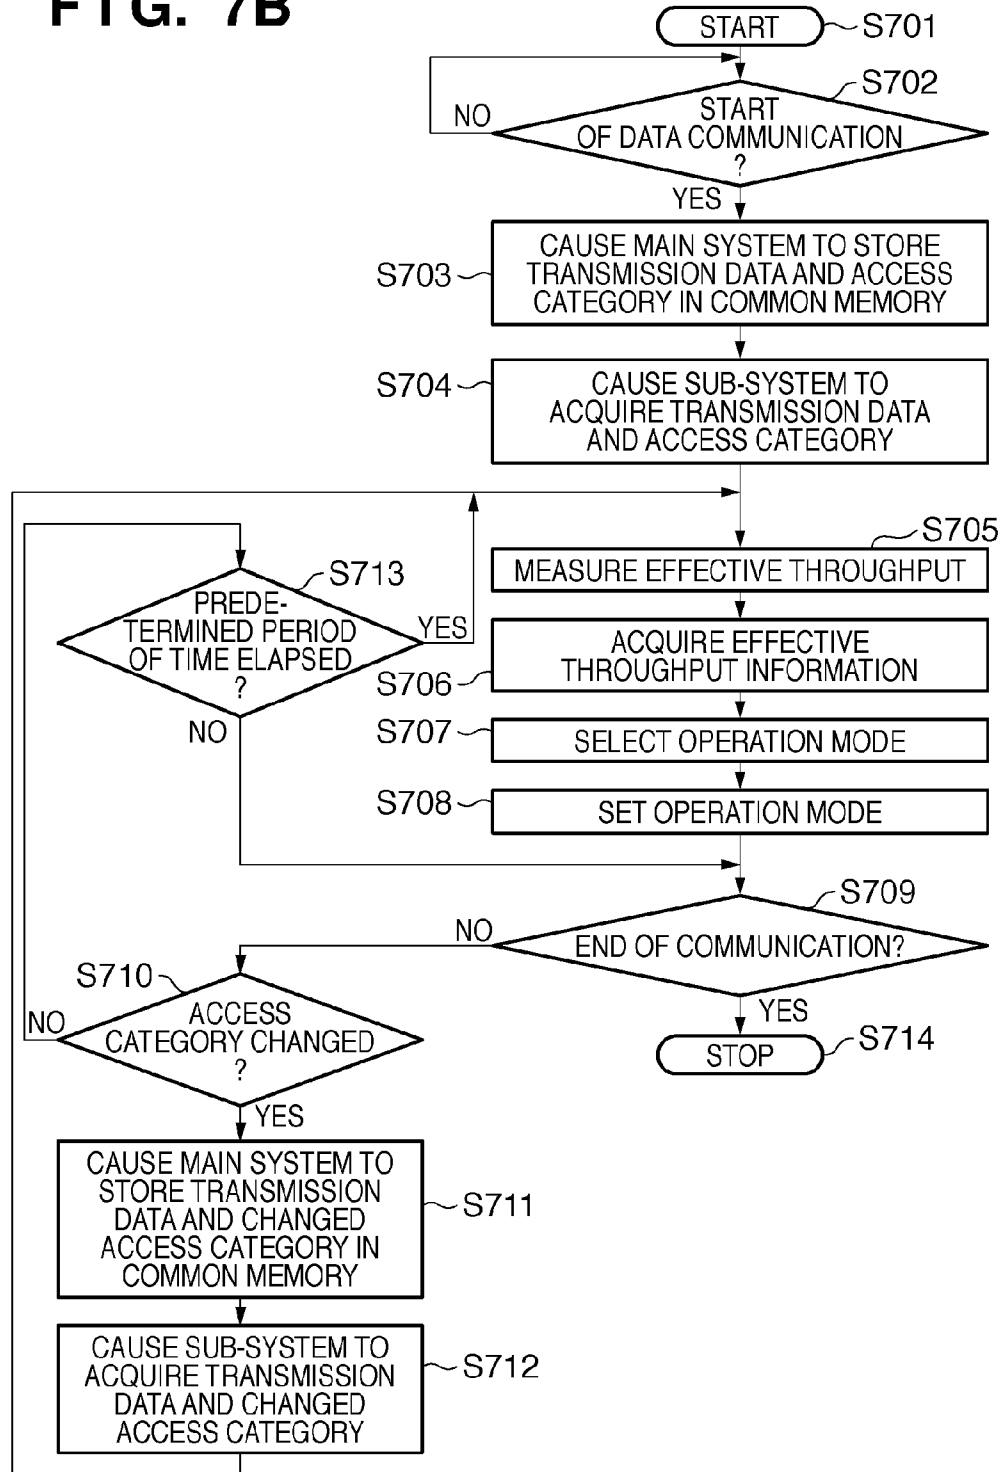 FIG. 7B
START
S701
S702
NO
START
OF DATA COMMUNICATION
?
YES
S703
CAUSE MAIN SYSTEM TO STORE
TRANSMISSION DATA AND ACCESS
CATEGORY IN COMMON MEMORY
S704
CAUSE SUB-SYSTEM TO
ACQUIRE TRANSMISSION DATA
AND ACCESS CATEGORY
S705
MEASURE EFFECTIVE THROUGHPUT
S713
PREDE-
TERMINED PERIOD
OF TIME ELAPSED
?
YES
NO
S706
ACQUIRE EFFECTIVE
THROUGHPUT INFORMATION
S707
SELECT OPERATION MODE
S708
SET OPERATION MODE
S709
END OF COMMUNICATION?
NO
YES
STOP
S714
S710
ACCESS
CATEGORY CHANGED
?
NO
YES
CAUSE MAIN SYSTEM TO
STORE TRANSMISSION
DATA AND CHANGED
ACCESS CATEGORY IN
COMMON MEMORY
S711
CAUSE SUB-SYSTEM TO
ACQUIRE TRANSMISSION
DATA AND CHANGED
ACCESS CATEGORY
S712